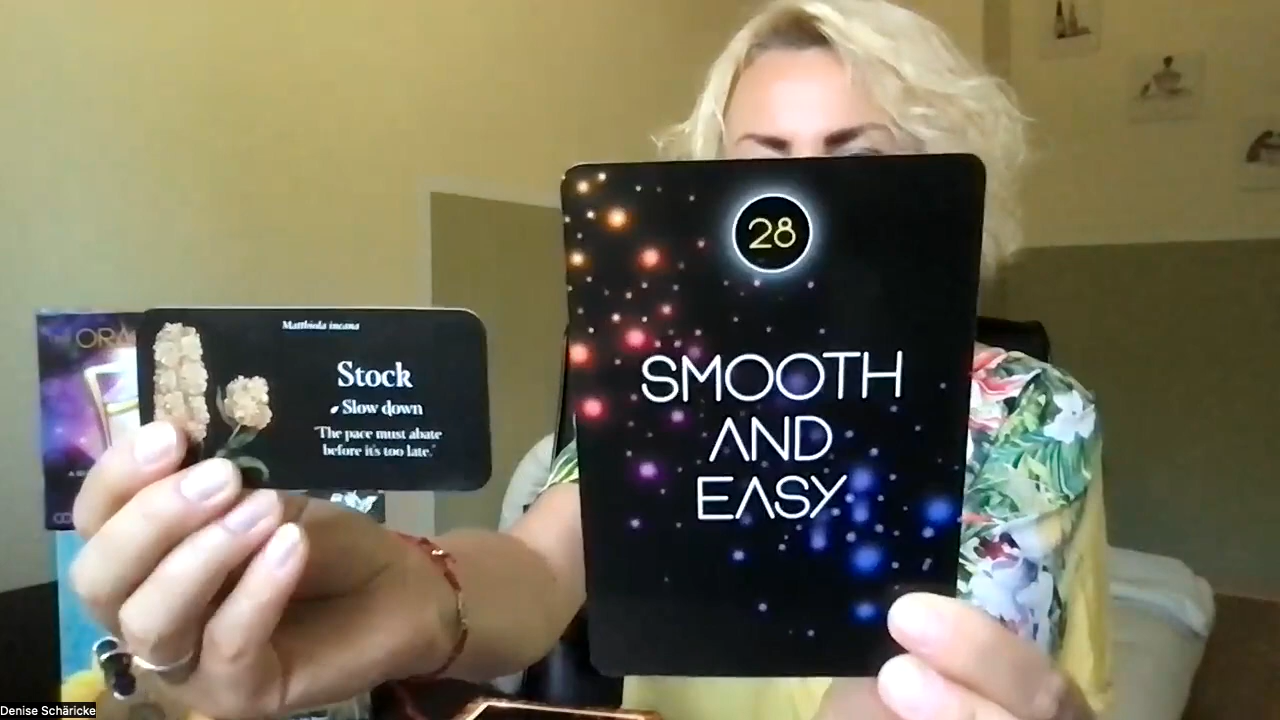 Matthiola incana
Stock
Slow down
"The pace must abate
before it's too late."
28
SMOOTH
AND
EASY
ORA
Denise Schäricke